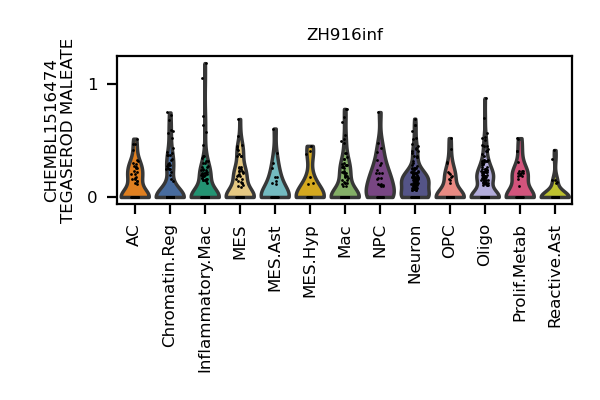 ZH916inf
CHEMBL1516474
TEGASEROD MALEATE
1
0
AC
Chromatin.Reg
Inflammatory.Mac
MES
MES.Ast
MES.Hyp
Mac
NPC
Neuron
OPC
Oligo
Prolif.Metab
Reactive.Ast